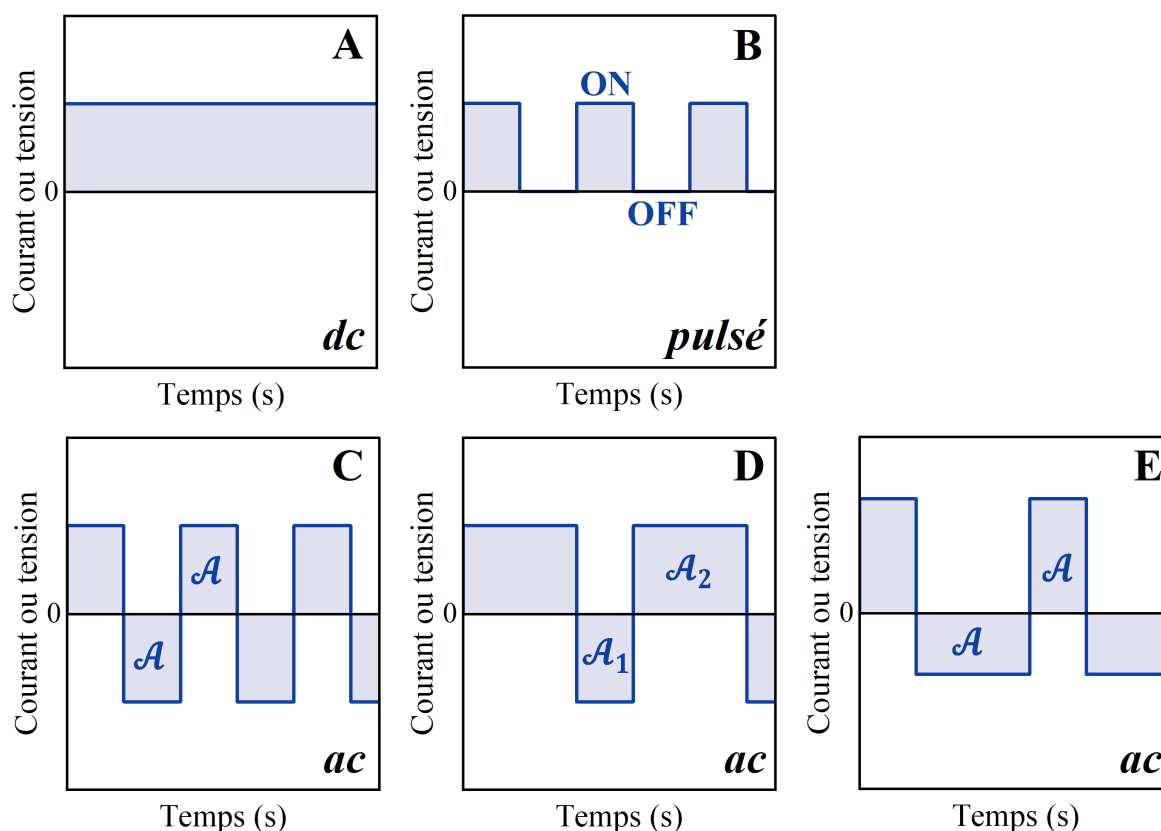 A
Courant ou tension
0
dc
Temps (s)
B
Courant ou tension
ON
0
OFF
pulsé
Temps (s)
C
Courant ou tension
0
𝒜
𝒜
ac
Temps (s)
D
Courant ou tension
0
𝒜₂
𝒜₁
ac
Temps (s)
E
Courant ou tension
0
𝒜
𝒜
ac
Temps (s)